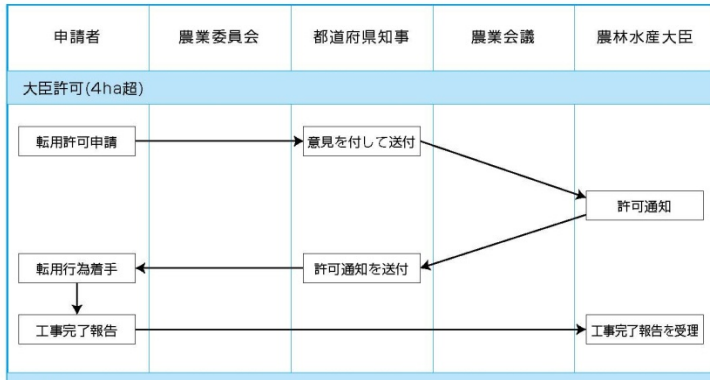 申請者 農業委員会 都道府県知事 農業会議 農林水産大臣
大臣許可(4ha超)
転用許可申請 意見を付して送付
許可通知
転用行為着手 許可通知を送付
工事完了報告 工事完了報告を受理